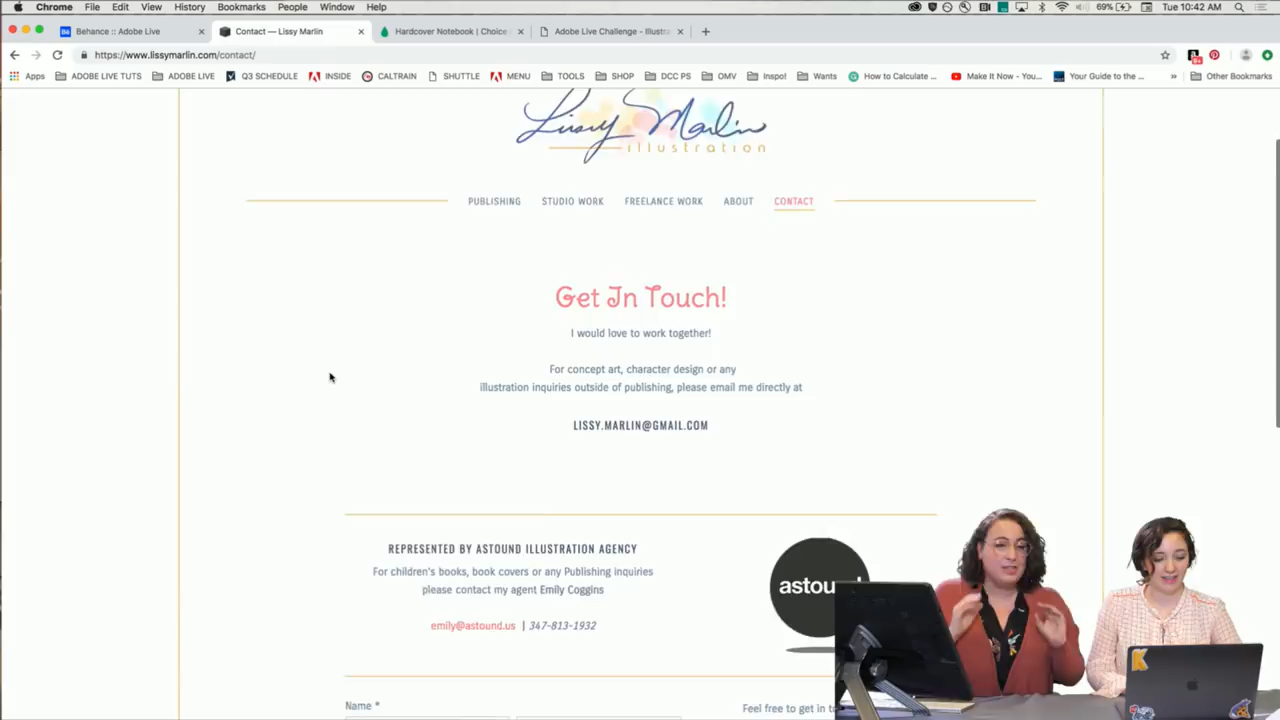 Chrome File Edit View History Bookmarks People Window Help 69% Tue 10:42 AM
Behance :: Adobe Live Contact — Lissy Marlin Hardcover Notebook | Choice Adobe Live Challenge - Illustra
https://www.lissymarlin.com/contact/
Apps ADOBE LIVE TUTS ADOBE LIVE Q3 SCHEDULE INSIDE CALTRAIN SHUTTLE MENU TOOLS SHOP DCC PS OMV Inspo! Wants How to Calculate ... Make It Now - You... Your Guide to the ... » Other Bookmarks
Lissy Marlin
illustration
PUBLISHING STUDIO WORK FREELANCE WORK ABOUT CONTACT
Get In Touch!
I would love to work together!
For concept art, character design or any
illustration inquiries outside of publishing, please email me directly at
LISSY.MARLIN@GMAIL.COM
REPRESENTED BY ASTOUND ILLUSTRATION AGENCY
For children's books, book covers or any Publishing inquiries
please contact my agent Emily Coggins
emily@astound.us | 347-813-1932
astound
Name *
Feel free to get in to